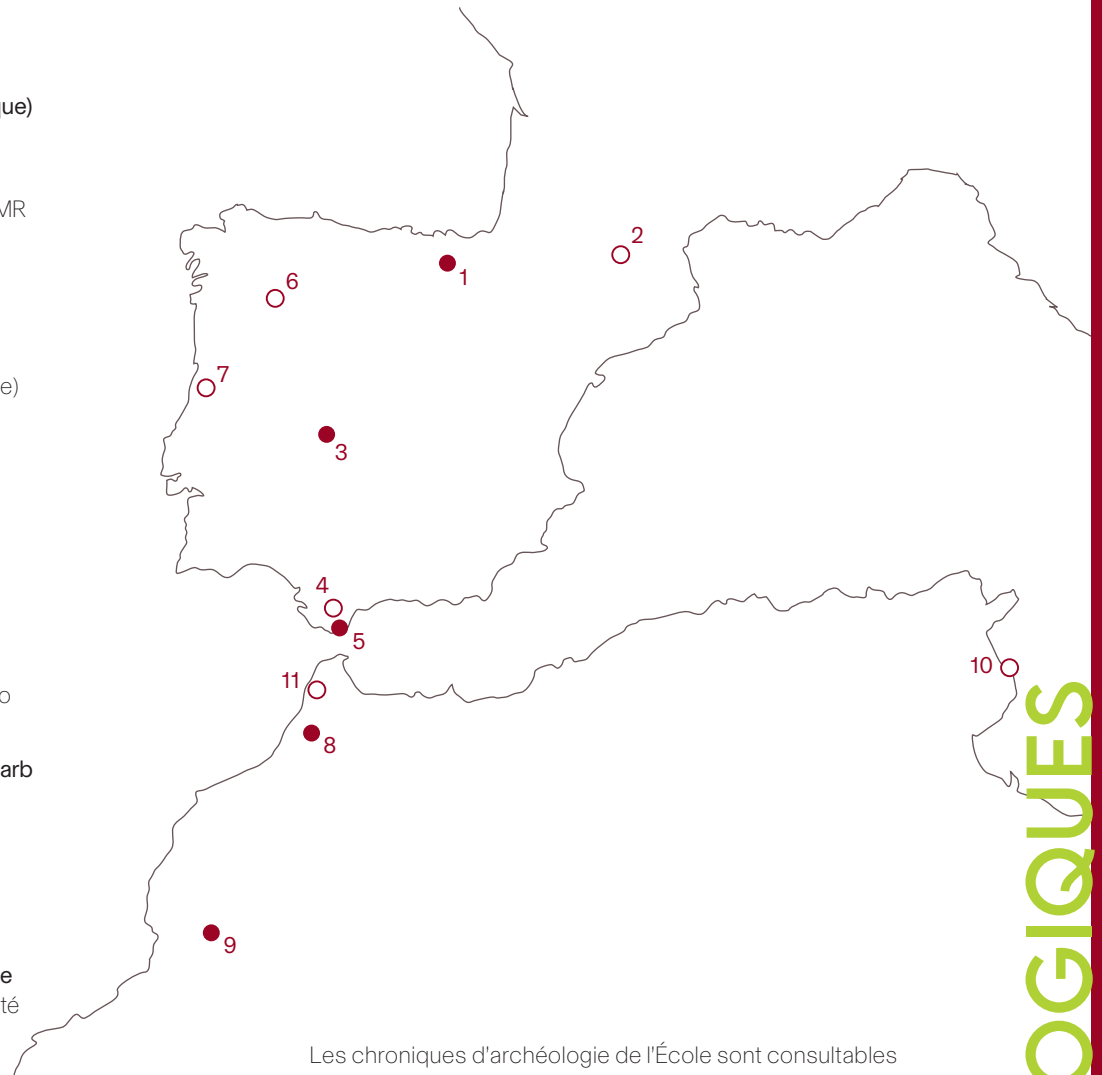 que)
MR
e)
o
arb
e
té
2
1
6
7
3
4
5
11
10
8
9
Les chroniques d'archéologie de l'École sont consultables
OGIQUES